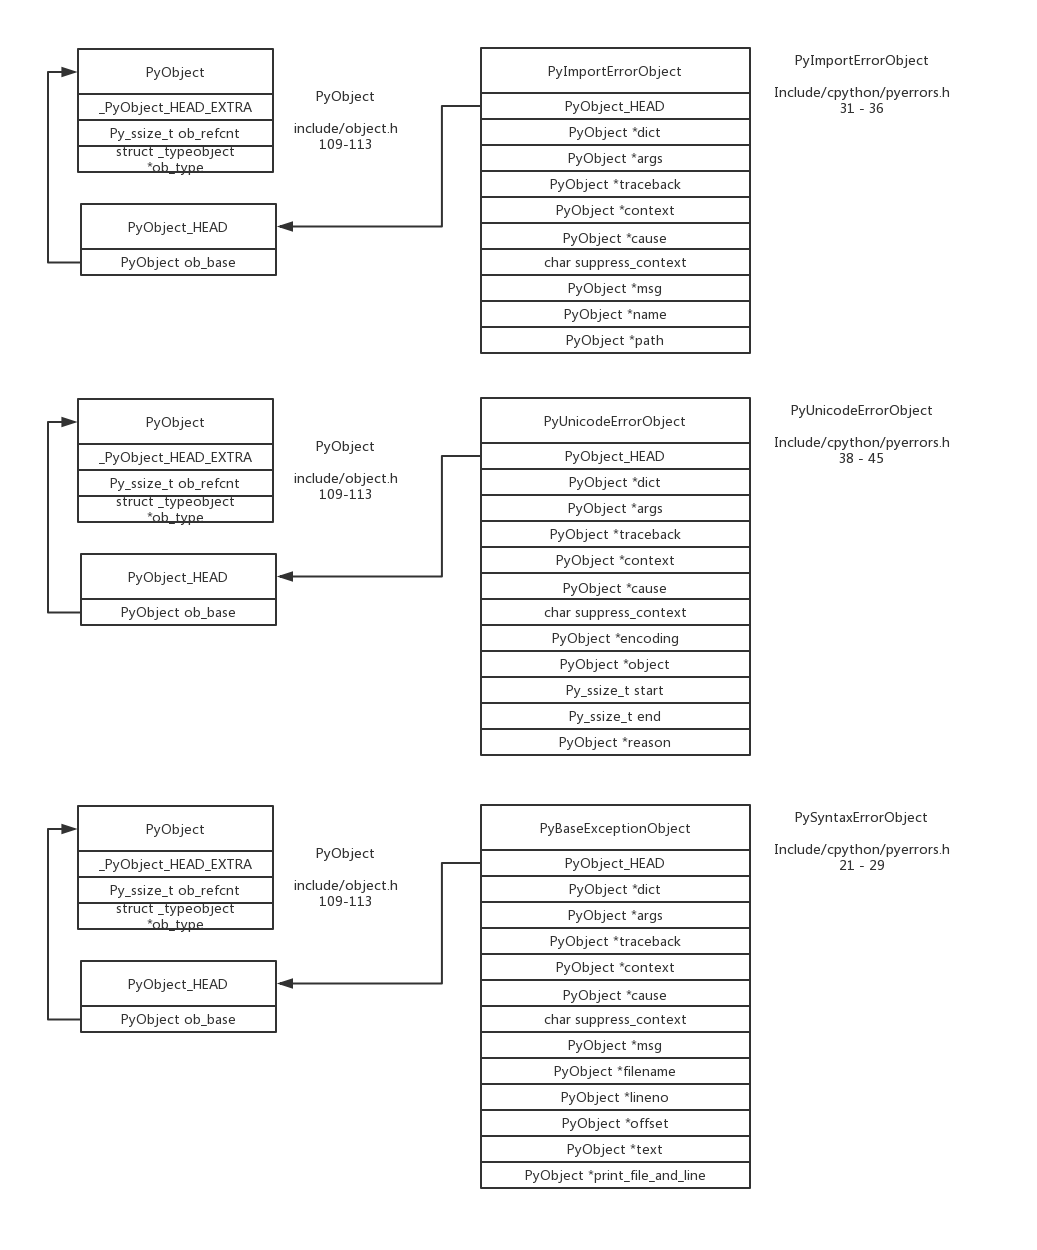 PyObject
_PyObject_HEAD_EXTRA
Py_ssize_t ob_refcnt
struct _typeobject
*ob_type
PyObject
include/object.h
109-113
PyObject_HEAD
PyObject ob_base
PyImportErrorObject
PyObject_HEAD
PyObject *dict
PyObject *args
PyObject *traceback
PyObject *context
PyObject *cause
char suppress_context
PyObject *msg
PyObject *name
PyObject *path
PyImportErrorObject
Include/cpython/pyerrors.h
31 - 36
PyObject
_PyObject_HEAD_EXTRA
Py_ssize_t ob_refcnt
struct _typeobject
*ob_type
PyObject
include/object.h
109-113
PyObject_HEAD
PyObject ob_base
PyUnicodeErrorObject
PyObject_HEAD
PyObject *dict
PyObject *args
PyObject *traceback
PyObject *context
PyObject *cause
char suppress_context
PyObject *encoding
PyObject *object
Py_ssize_t start
Py_ssize_t end
PyObject *reason
PyUnicodeErrorObject
Include/cpython/pyerrors.h
38 - 45
PyObject
_PyObject_HEAD_EXTRA
Py_ssize_t ob_refcnt
struct _typeobject
*ob_type
PyObject
include/object.h
109-113
PyObject_HEAD
PyObject ob_base
PyBaseExceptionObject
PyObject_HEAD
PyObject *dict
PyObject *args
PyObject *traceback
PyObject *context
PyObject *cause
char suppress_context
PyObject *msg
PyObject *filename
PyObject *lineno
PyObject *offset
PyObject *text
PyObject *print_file_and_line
PySyntaxErrorObject
Include/cpython/pyerrors.h
21 - 29